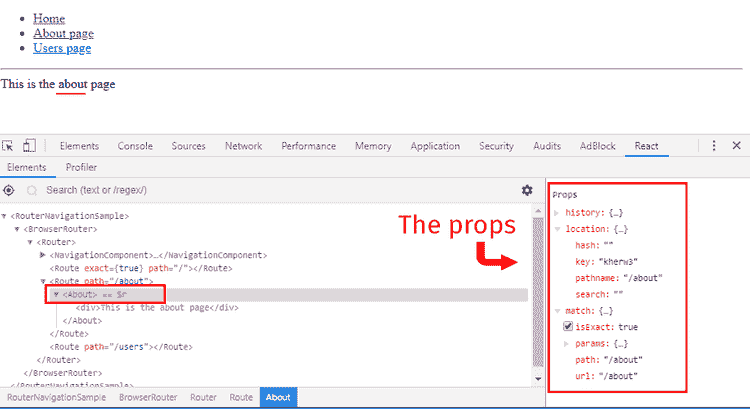 Home
About page
Users page
This is the about page
Elements Console Sources Network Performance Memory Application Security Audits AdBlock React
Elements Profiler
Search (text or /regex/)
<RouterNavigationSample>
<BrowserRouter>
<Router>
<NavigationComponent>…</NavigationComponent>
<Route exact={true} path="/"></Route>
<Route path="/about">
<About> == $r
<div>This is the about page</div>
</About>
</Route>
<Route path="/users"></Route>
</Router>
</BrowserRouter>
</RouterNavigationSample>
The props
Props
history: {…}
location: {…}
hash: ""
key: "kherw3"
pathname: "/about"
search: ""
match: {…}
isExact: true
params: {…}
path: "/about"
url: "/about"
RouterNavigationSample BrowserRouter Router Route About